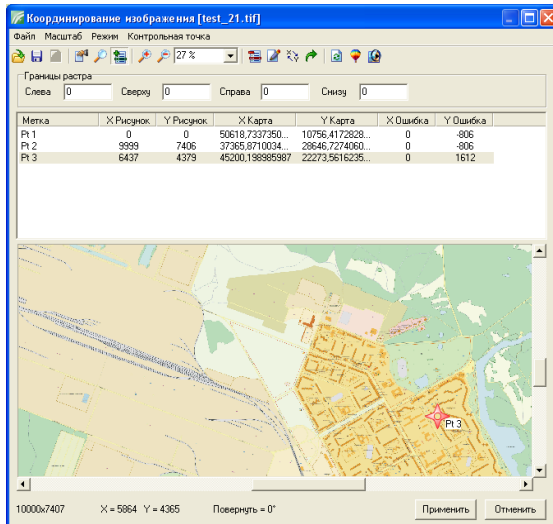 Координирование изображения [test_21.tif]
Файл Масштаб Режим Контрольная точка
27 %
Границы растра
Слева 0 Сверху 0 Справа 0 Снизу 0
Метка X Рисунок Y Рисунок X Карта Y Карта X Ошибка Y Ошибка
Pt 1 0 0 50618,7337350... 10756,4172828... 0 -806
Pt 2 9999 7406 37365,8710034... 28646,7274060... 0 -806
Pt 3 6437 4379 45200,198985987 22273,5616235... 0 1612
Pt 3
10000x7407 X = 5864 Y = 4365 Повернуть = 0° Применить Отменить